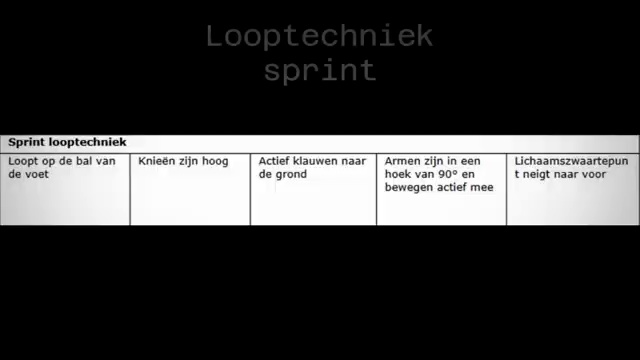 Looptechniek
sprint
Sprint looptechniek
Loopt op de bal van
de voet
Knieën zijn hoog
Actief klauwen naar
de grond
Armen zijn in een
hoek van 90° en
bewegen actief mee
Lichaamszwaartepun
t neigt naar voor